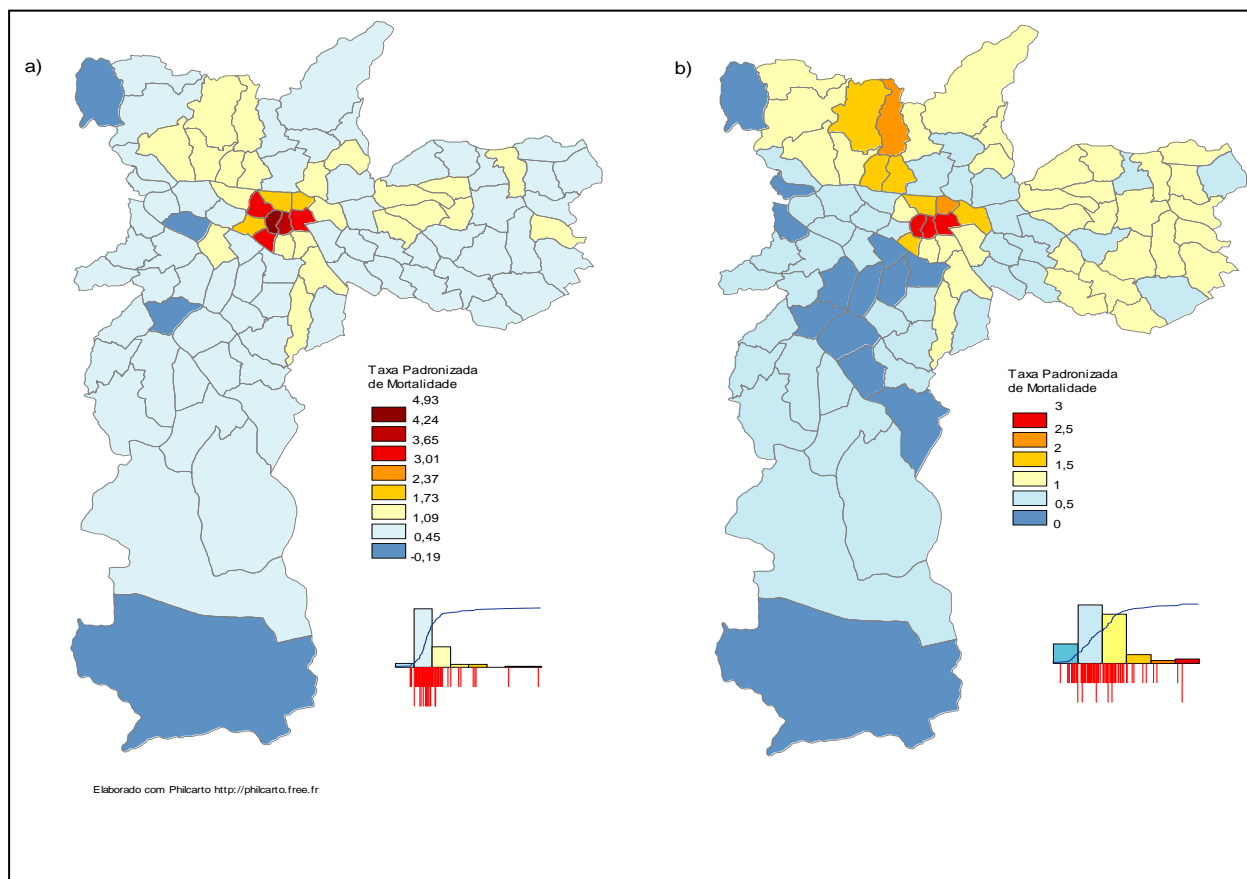 a)
b)
Taxa Padronizada
de Mortalidade
4,93
4,24
3,65
3,01
2,37
1,73
1,09
0,45
-0,19
Taxa Padronizada
de Mortalidade
3
2,5
2
1,5
1
0,5
0
Elaborado com Philcarto http://philcarto.free.fr